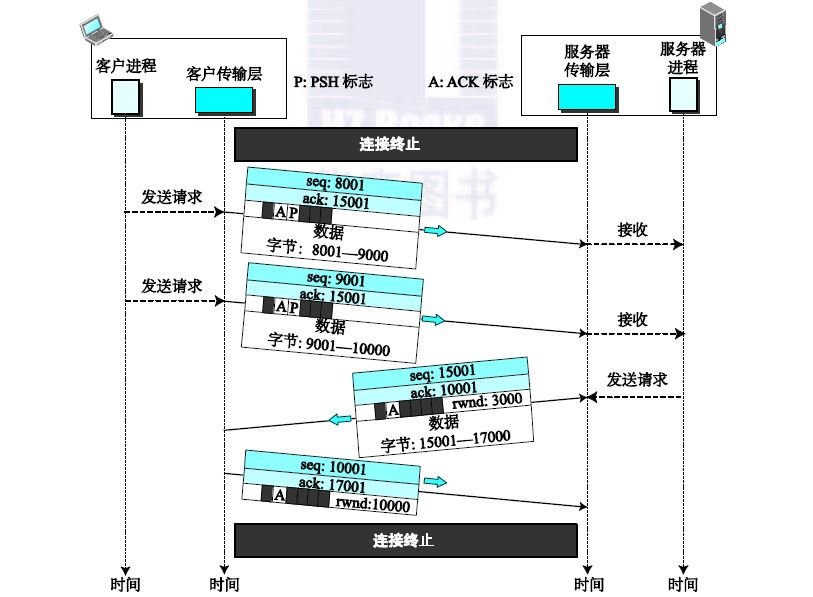 客户进程
客户传输层
P: PSH 标志
A: ACK 标志
服务器
传输层
服务器
进程
HZ Books
图书
连接终止
发送请求
seq: 8001
ack: 15001
A P
数据
字节: 8001—9000
接收
发送请求
seq: 9001
ack: 15001
A P
数据
字节: 9001—10000
接收
发送请求
seq: 15001
ack: 10001
A
rwnd: 3000
数据
字节: 15001—17000
seq: 10001
ack: 17001
A
rwnd:10000
连接终止
时间
时间
时间
时间